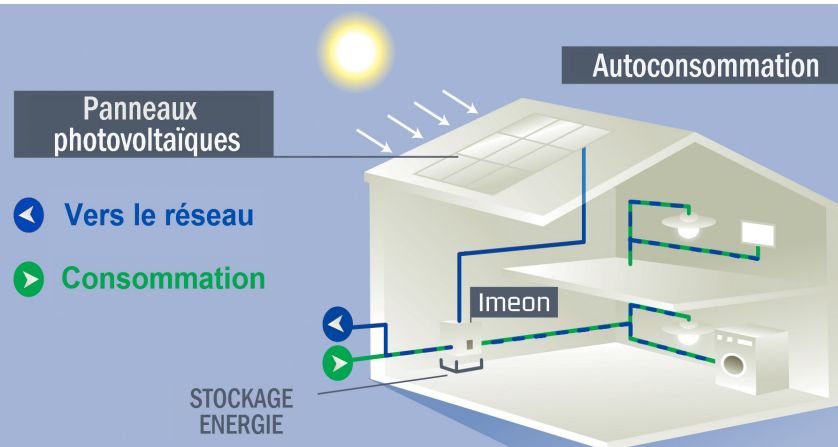 Autoconsommation
Panneaux
photovoltaïques
Vers le réseau
Consommation
Imeon
STOCKAGE
ENERGIE